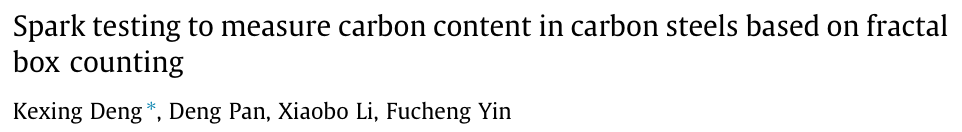 Spark testing to measure carbon content in carbon steels based on fractal
box counting
Kexing Deng *, Deng Pan, Xiaobo Li, Fucheng Yin